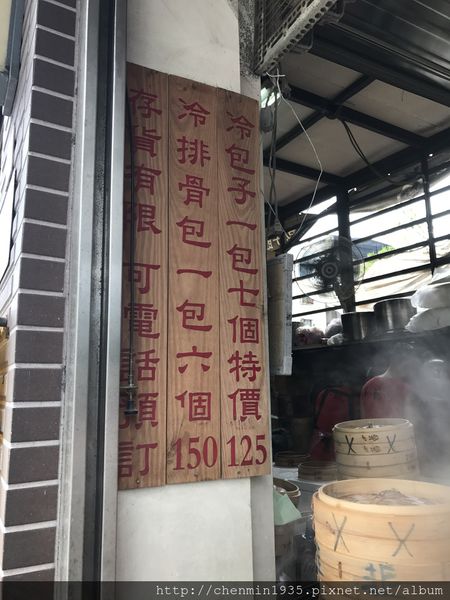 冷包子一包七個特價125
冷排骨包一包六個150
存貨有限 可電話預訂
http://chenmin1935.pixnet.net/album